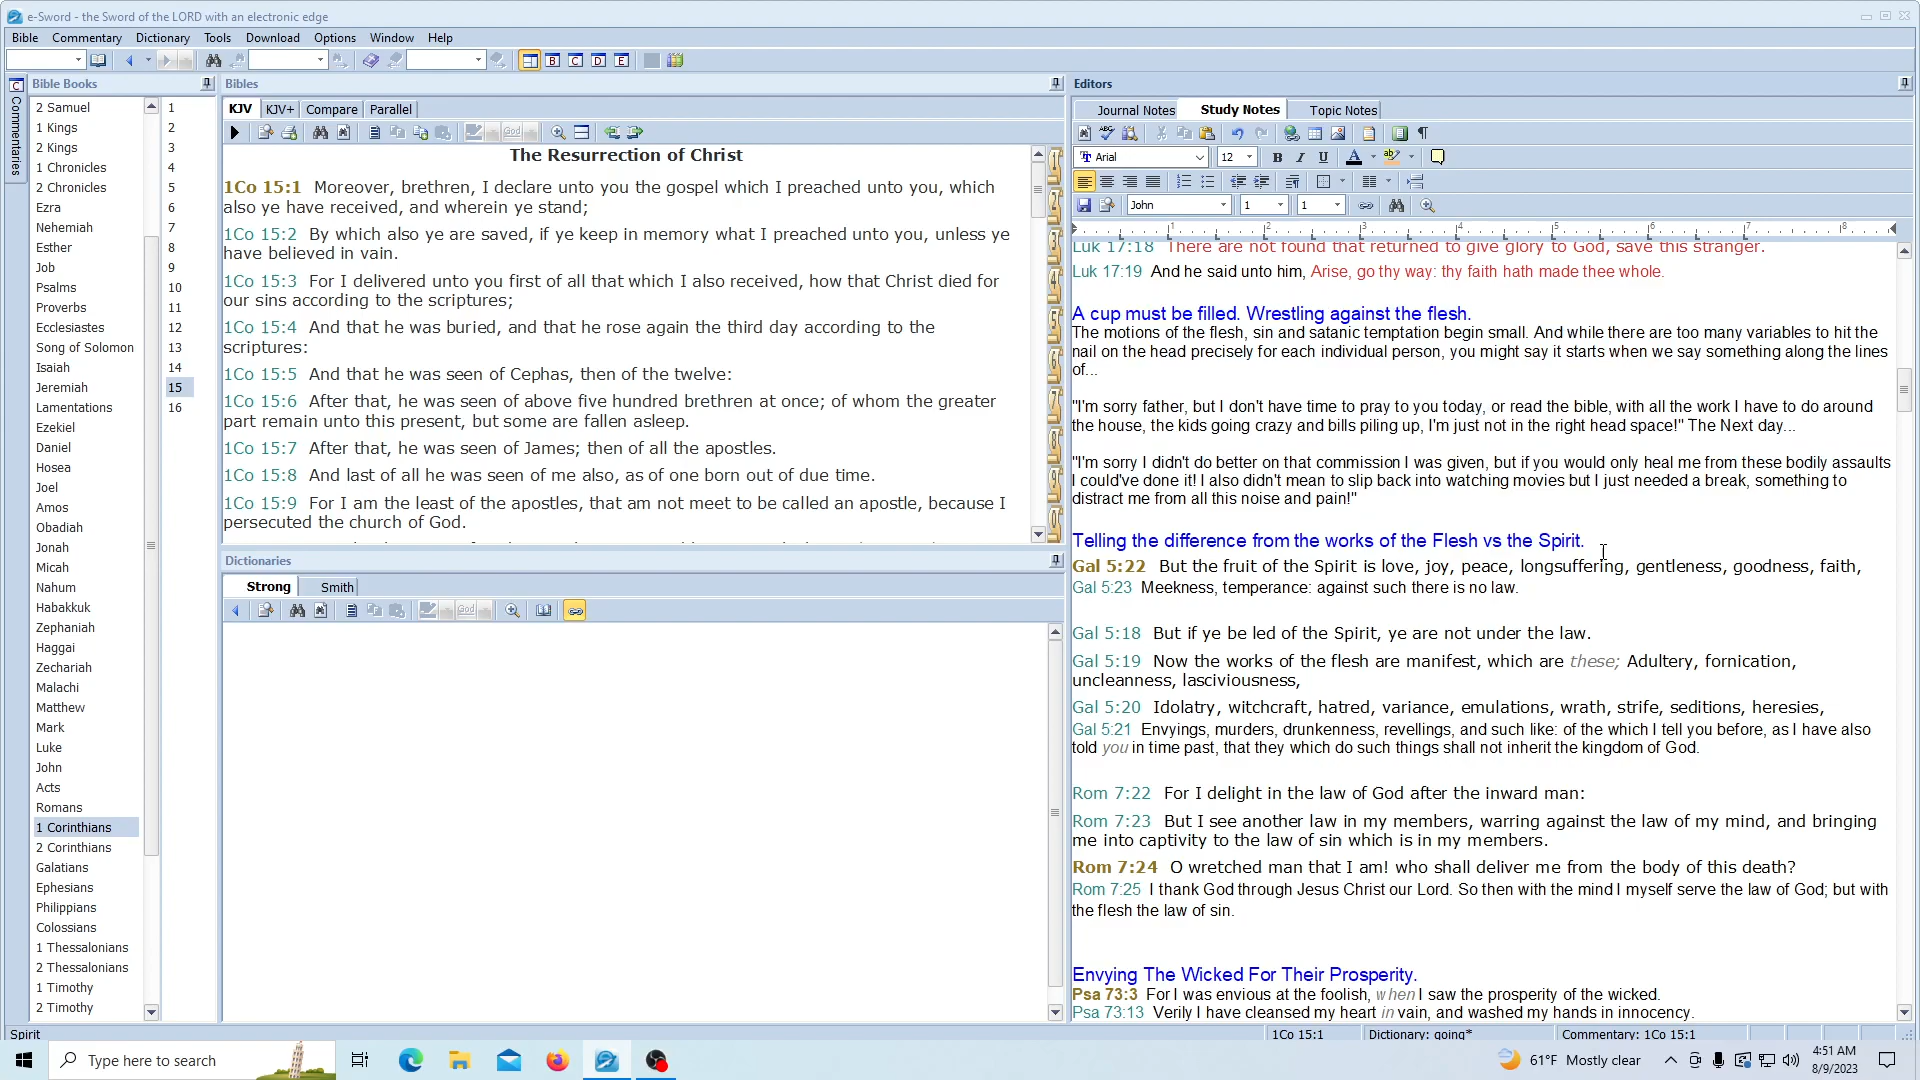 e-Sword - the Sword of the LORD with an electronic edge
Bible Commentary Dictionary Tools Download Options Window Help
B C D E
Commentaries
Bible Books
2 Samuel
1 Kings
2 Kings
1 Chronicles
2 Chronicles
Ezra
Nehemiah
Esther
Job
Psalms
Proverbs
Ecclesiastes
Song of Solomon
Isaiah
Jeremiah
Lamentations
Ezekiel
Daniel
Hosea
Joel
Amos
Obadiah
Jonah
Micah
Nahum
Habakkuk
Zephaniah
Haggai
Zechariah
Malachi
Matthew
Mark
Luke
John
Acts
Romans
1 Corinthians
2 Corinthians
Galatians
Ephesians
Philippians
Colossians
1 Thessalonians
2 Thessalonians
1 Timothy
2 Timothy
1
2
3
4
5
6
7
8
9
10
11
12
13
14
15
16
Bibles
KJV KJV+ Compare Parallel
God
The Resurrection of Christ
1Co 15:1 Moreover, brethren, I declare unto you the gospel which I preached unto you, which
also ye have received, and wherein ye stand;
1Co 15:2 By which also ye are saved, if ye keep in memory what I preached unto you, unless ye
have believed in vain.
1Co 15:3 For I delivered unto you first of all that which I also received, how that Christ died for
our sins according to the scriptures;
1Co 15:4 And that he was buried, and that he rose again the third day according to the
scriptures:
1Co 15:5 And that he was seen of Cephas, then of the twelve:
1Co 15:6 After that, he was seen of above five hundred brethren at once; of whom the greater
part remain unto this present, but some are fallen asleep.
1Co 15:7 After that, he was seen of James; then of all the apostles.
1Co 15:8 And last of all he was seen of me also, as of one born out of due time.
1Co 15:9 For I am the least of the apostles, that am not meet to be called an apostle, because I
persecuted the church of God.
1
2
3
4
5
6
7
8
9
0
Dictionaries
Strong Smith
God
Editors
Journal Notes Study Notes Topic Notes
Arial 12 B I U A ab
John 1 1
1 2 3 4 5 6 7 8
Luk 17:18 There are not found that returned to give glory to God, save this stranger.
Luk 17:19 And he said unto him, Arise, go thy way: thy faith hath made thee whole.
A cup must be filled. Wrestling against the flesh.
The motions of the flesh, sin and satanic temptation begin small. And while there are too many variables to hit the
nail on the head precisely for each individual person, you might say it starts when we say something along the lines
of...
"I'm sorry father, but I don't have time to pray to you today, or read the bible, with all the work I have to do around
the house, the kids going crazy and bills piling up, I'm just not in the right head space!" The Next day...
"I'm sorry I didn't do better on that commission I was given, but if you would only heal me from these bodily assaults
I could've done it! I also didn't mean to slip back into watching movies but I just needed a break, something to
distract me from all this noise and pain!"
Telling the difference from the works of the Flesh vs the Spirit.
Gal 5:22 But the fruit of the Spirit is love, joy, peace, longsuffering, gentleness, goodness, faith,
Gal 5:23 Meekness, temperance: against such there is no law.
Gal 5:18 But if ye be led of the Spirit, ye are not under the law.
Gal 5:19 Now the works of the flesh are manifest, which are these; Adultery, fornication,
uncleanness, lasciviousness,
Gal 5:20 Idolatry, witchcraft, hatred, variance, emulations, wrath, strife, seditions, heresies,
Gal 5:21 Envyings, murders, drunkenness, revellings, and such like: of the which I tell you before, as I have also
told you in time past, that they which do such things shall not inherit the kingdom of God.
Rom 7:22 For I delight in the law of God after the inward man:
Rom 7:23 But I see another law in my members, warring against the law of my mind, and bringing
me into captivity to the law of sin which is in my members.
Rom 7:24 O wretched man that I am! who shall deliver me from the body of this death?
Rom 7:25 I thank God through Jesus Christ our Lord. So then with the mind I myself serve the law of God; but with
the flesh the law of sin.
Envying The Wicked For Their Prosperity.
Psa 73:3 For I was envious at the foolish, when I saw the prosperity of the wicked.
Psa 73:13 Verily I have cleansed my heart in vain, and washed my hands in innocency.
Spirit 1Co 15:1 Dictionary: going* Commentary: 1Co 15:1
Type here to search 61°F Mostly clear 4:51 AM
8/9/2023